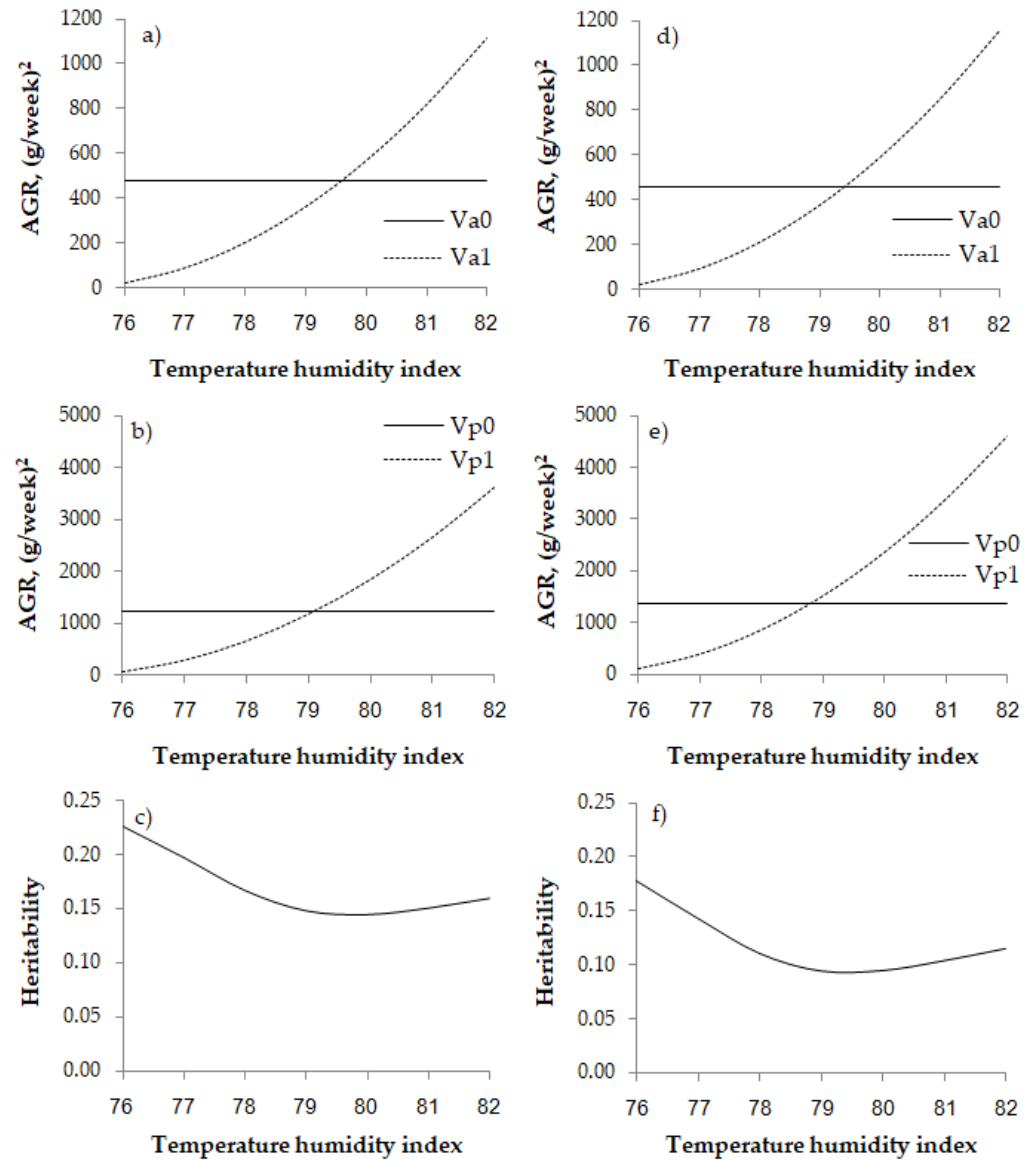 a)
AGR, (g/week)²
1200
1000
800
600
400
200
0
Va0
Va1
76 77 78 79 80 81 82
Temperature humidity index
d)
AGR, (g/week)²
1200
1000
800
600
400
200
0
Va0
Va1
76 77 78 79 80 81 82
Temperature humidity index
b)
AGR, (g/week)²
5000
4000
3000
2000
1000
0
Vp0
Vp1
76 77 78 79 80 81 82
Temperature humidity index
e)
AGR, (g/week)²
5000
4000
3000
2000
1000
0
Vp0
Vp1
76 77 78 79 80 81 82
Temperature humidity index
c)
Heritability
0.25
0.20
0.15
0.10
0.05
0.00
76 77 78 79 80 81 82
Temperature humidity index
f)
Heritability
0.25
0.20
0.15
0.10
0.05
0.00
76 77 78 79 80 81 82
Temperature humidity index